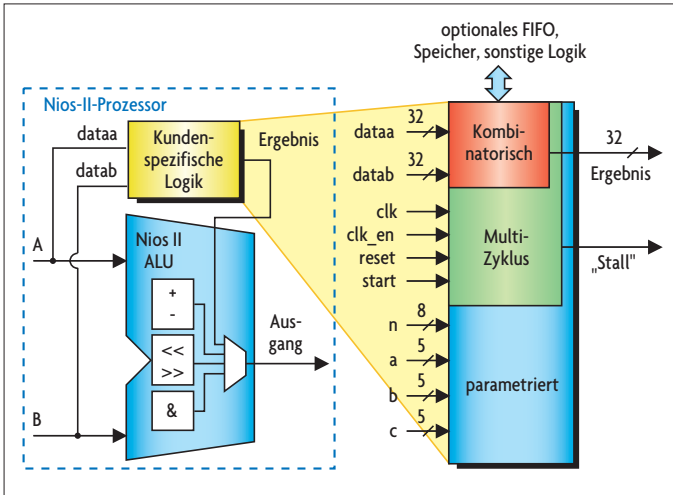 optionales FIFO,
Speicher, sonstige Logik
Nios-II-Prozessor
dataa
datab
Kunden-
spezifische
Logik
Ergebnis
A
B
Nios II
ALU
+
-
<<
>>
&
Aus-
gang
dataa
32
datab
32
clk
clk_en
reset
start
n
8
a
5
b
5
c
5
Kombi-
natorisch
Multi-
Zyklus
parametriert
32
Ergebnis
„Stall"